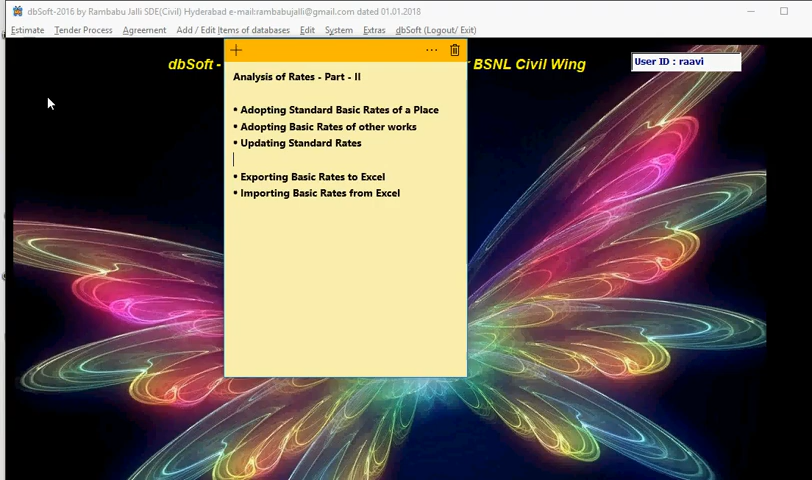 dbSoft-2016 by Rambabu Jalli SDE(Civil) Hyderabad e-mail:rambabujalli@gmail.com dated 01.01.2018
Estimate Tender Process Agreement Add / Edit Items of databases Edit System Extras dbSoft (Logout/ Exit)
dbSoft - BSNL Civil Wing
User ID : raavi
Analysis of Rates - Part - II
• Adopting Standard Basic Rates of a Place
• Adopting Basic Rates of other works
• Updating Standard Rates
• Exporting Basic Rates to Excel
• Importing Basic Rates from Excel